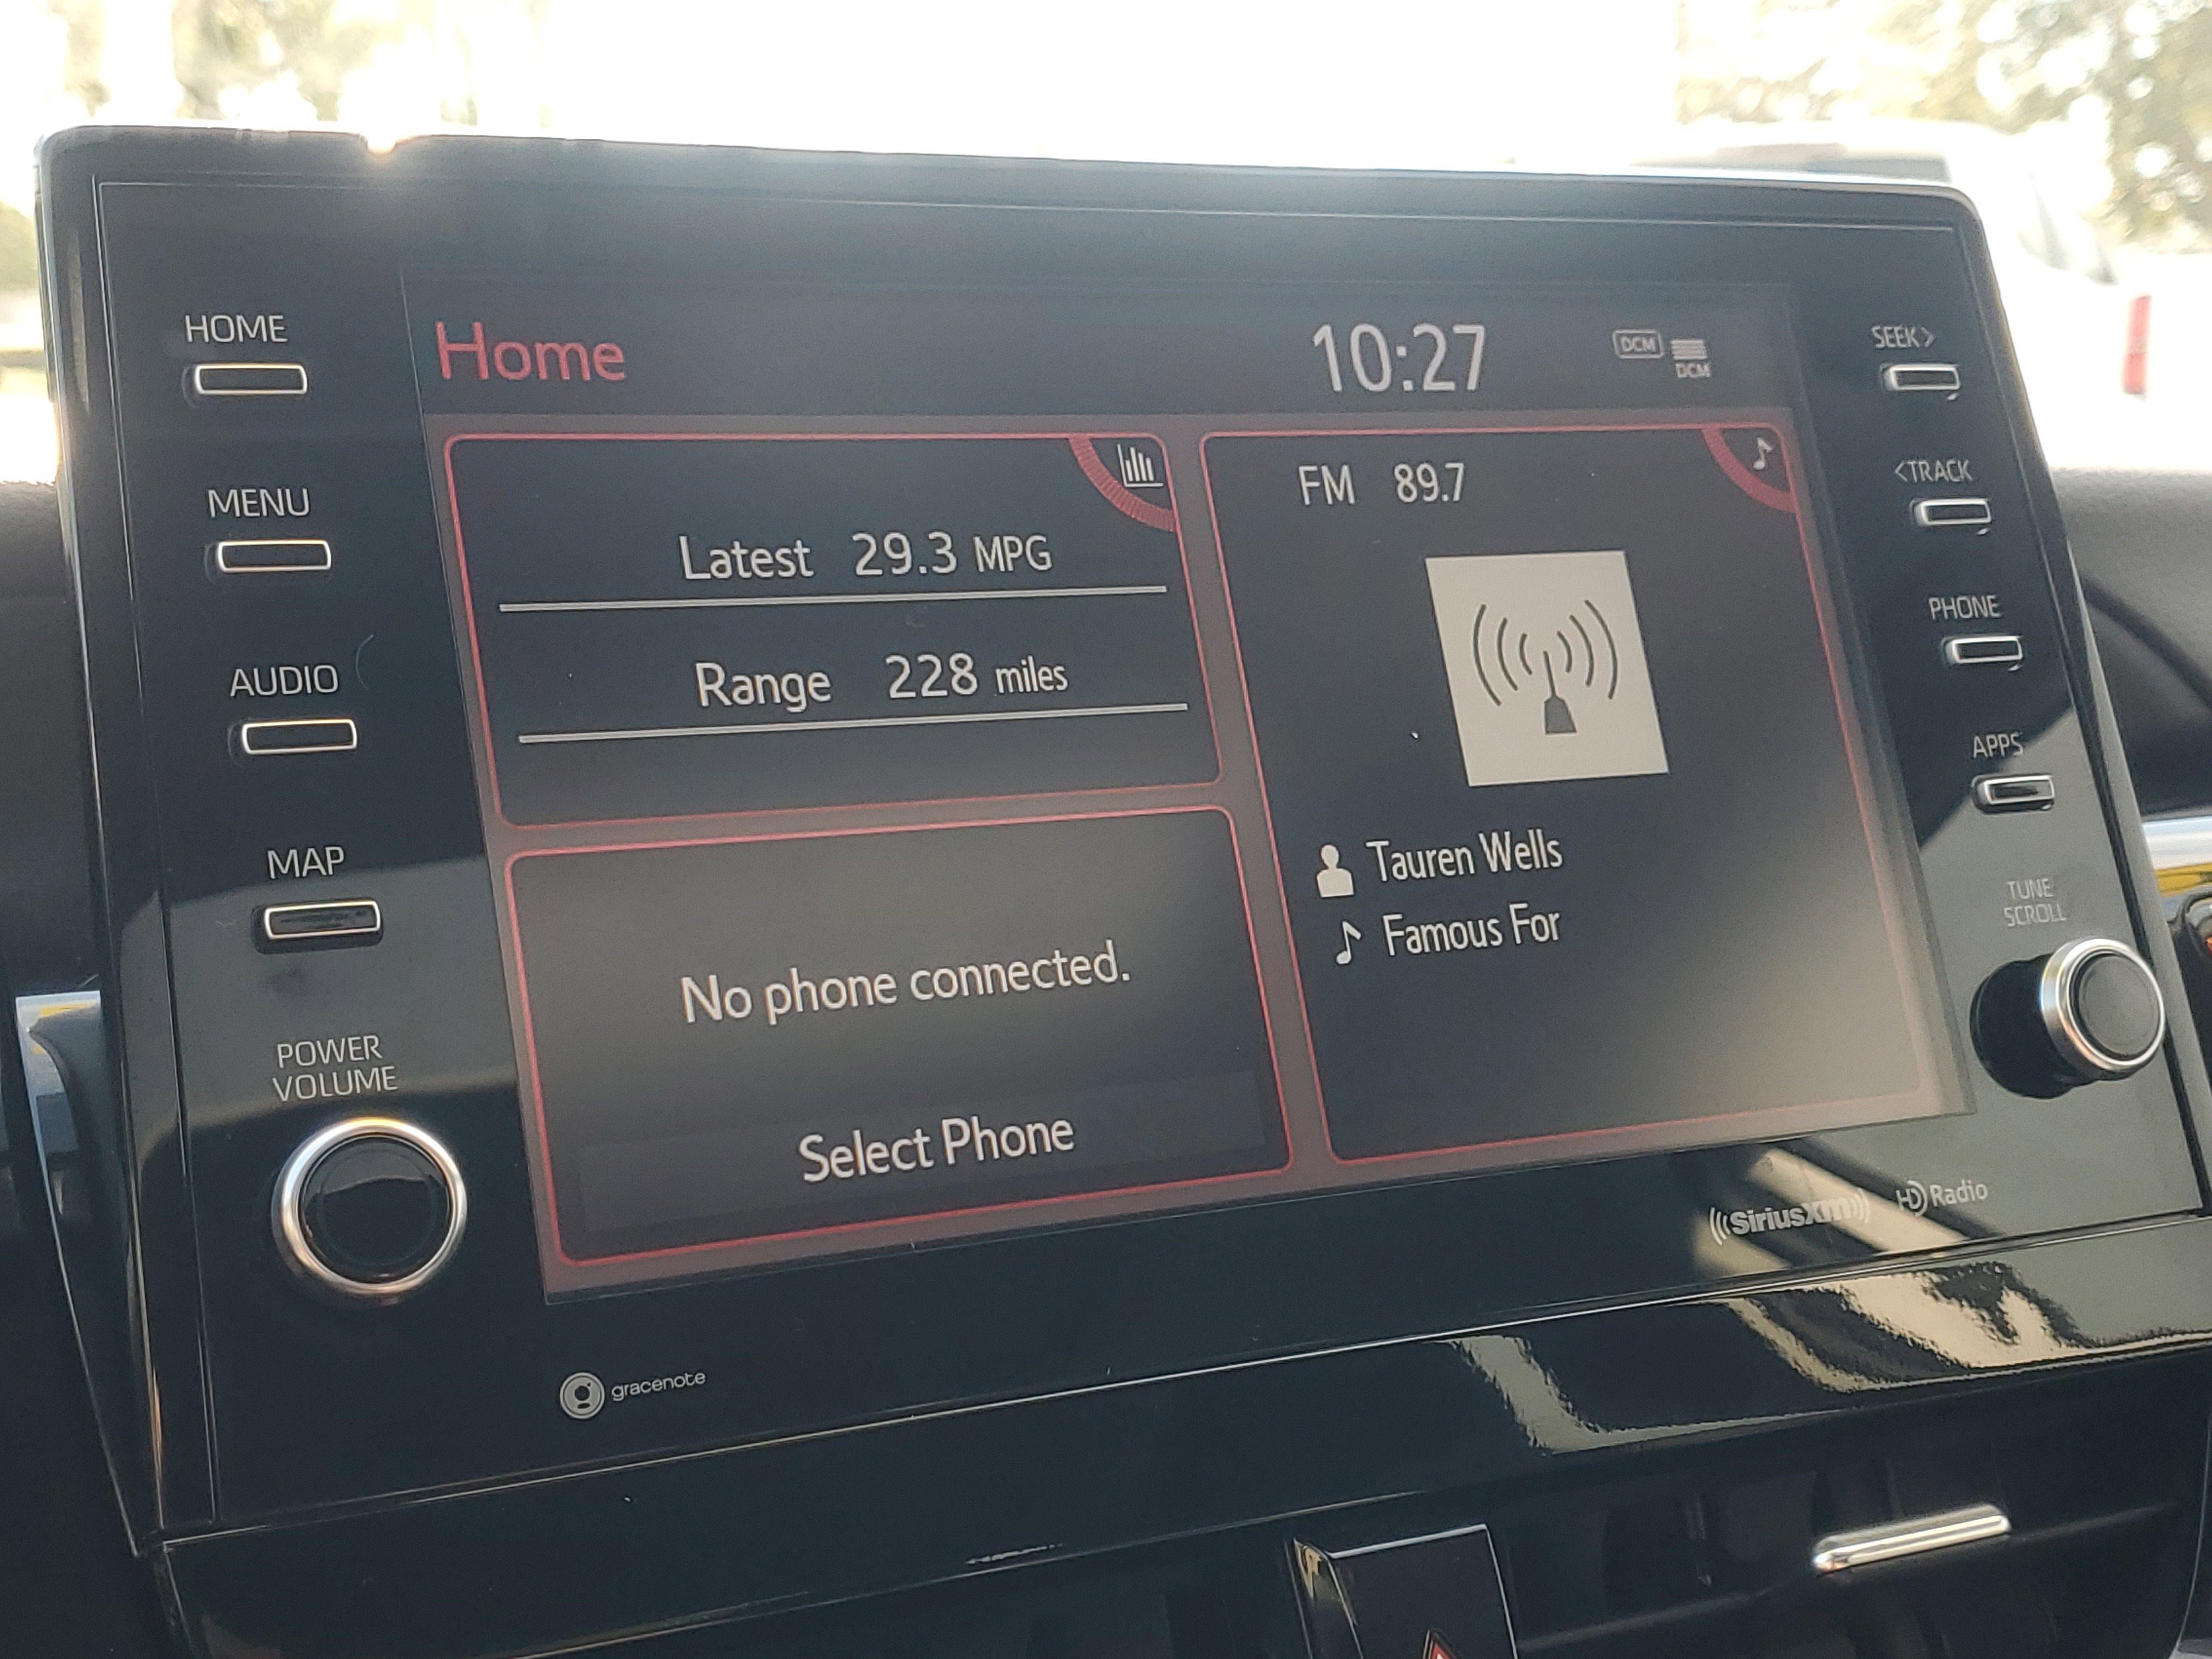 HOME
MENU
AUDIO
MAP
POWER
VOLUME
Home
10:27
DCM
DCM
Latest 29.3 MPG
Range 228 miles
No phone connected.
Select Phone
FM 89.7
Tauren Wells
Famous For
SEEK>
<TRACK
PHONE
APPS
TUNE
SCROLL
gracenote
SiriusXM
HD Radio